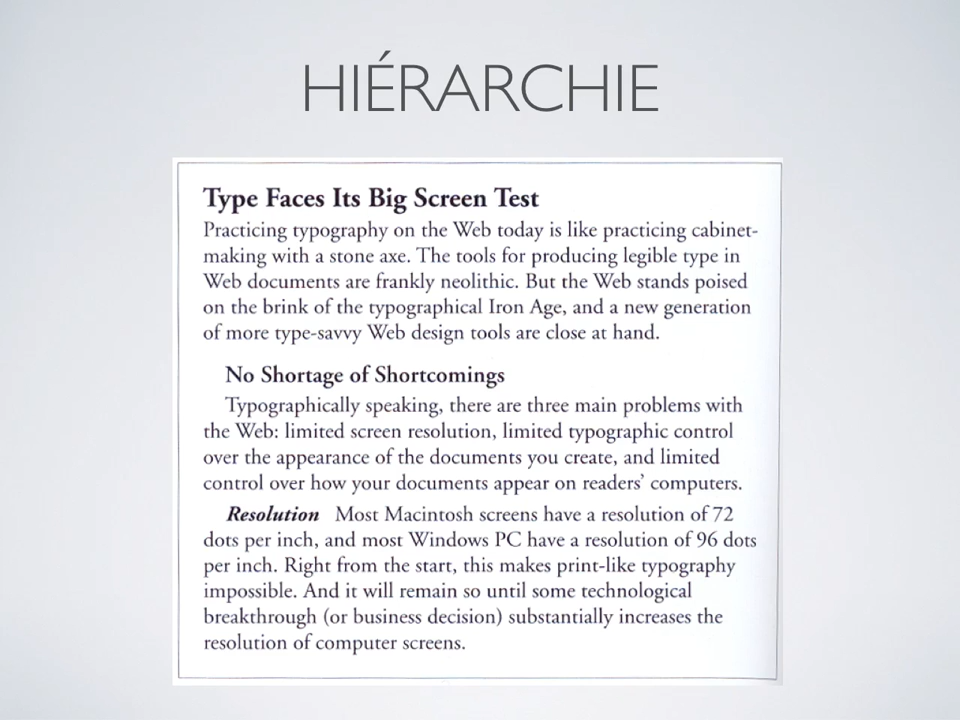 HIÉRARCHIE
Type Faces Its Big Screen Test
Practicing typography on the Web today is like practicing cabinet-
making with a stone axe. The tools for producing legible type in
Web documents are frankly neolithic. But the Web stands poised
on the brink of the typographical Iron Age, and a new generation
of more type-savvy Web design tools are close at hand.
No Shortage of Shortcomings
Typographically speaking, there are three main problems with
the Web: limited screen resolution, limited typographic control
over the appearance of the documents you create, and limited
control over how your documents appear on readers’ computers.
Resolution Most Macintosh screens have a resolution of 72
dots per inch, and most Windows PC have a resolution of 96 dots
per inch. Right from the start, this makes print-like typography
impossible. And it will remain so until some technological
breakthrough (or business decision) substantially increases the
resolution of computer screens.